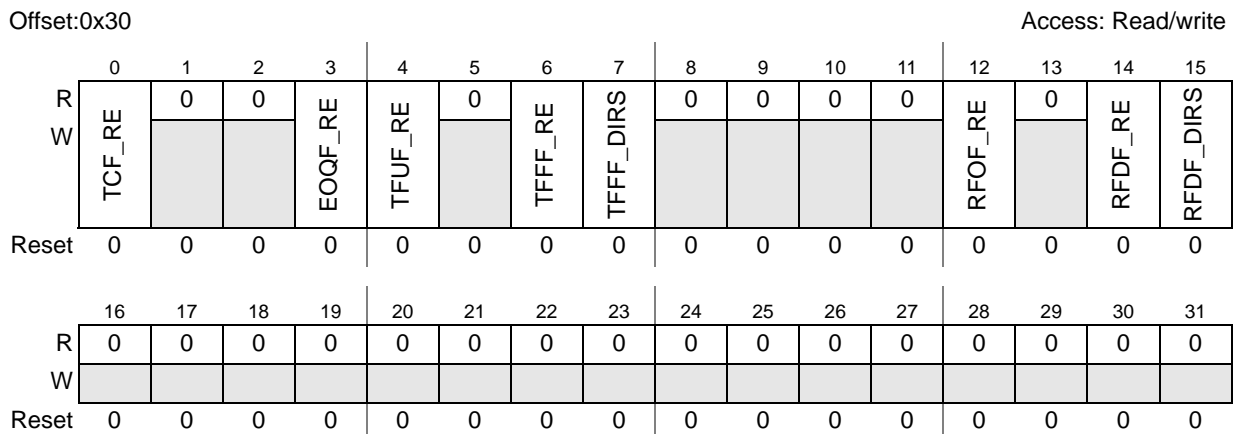 Offset:0x30 Access: Read/write
0 1 2 3 4 5 6 7 8 9 10 11 12 13 14 15
R TCF_RE 0 0 EOQF_RE TFUF_RE 0 TFFF_RE TFFF_DIRS 0 0 0 0 RFOF_RE 0 RFDF_RE RFDF_DIRS
W
Reset 0 0 0 0 0 0 0 0 0 0 0 0 0 0 0 0
16 17 18 19 20 21 22 23 24 25 26 27 28 29 30 31
R 0 0 0 0 0 0 0 0 0 0 0 0 0 0 0 0
W
Reset 0 0 0 0 0 0 0 0 0 0 0 0 0 0 0 0